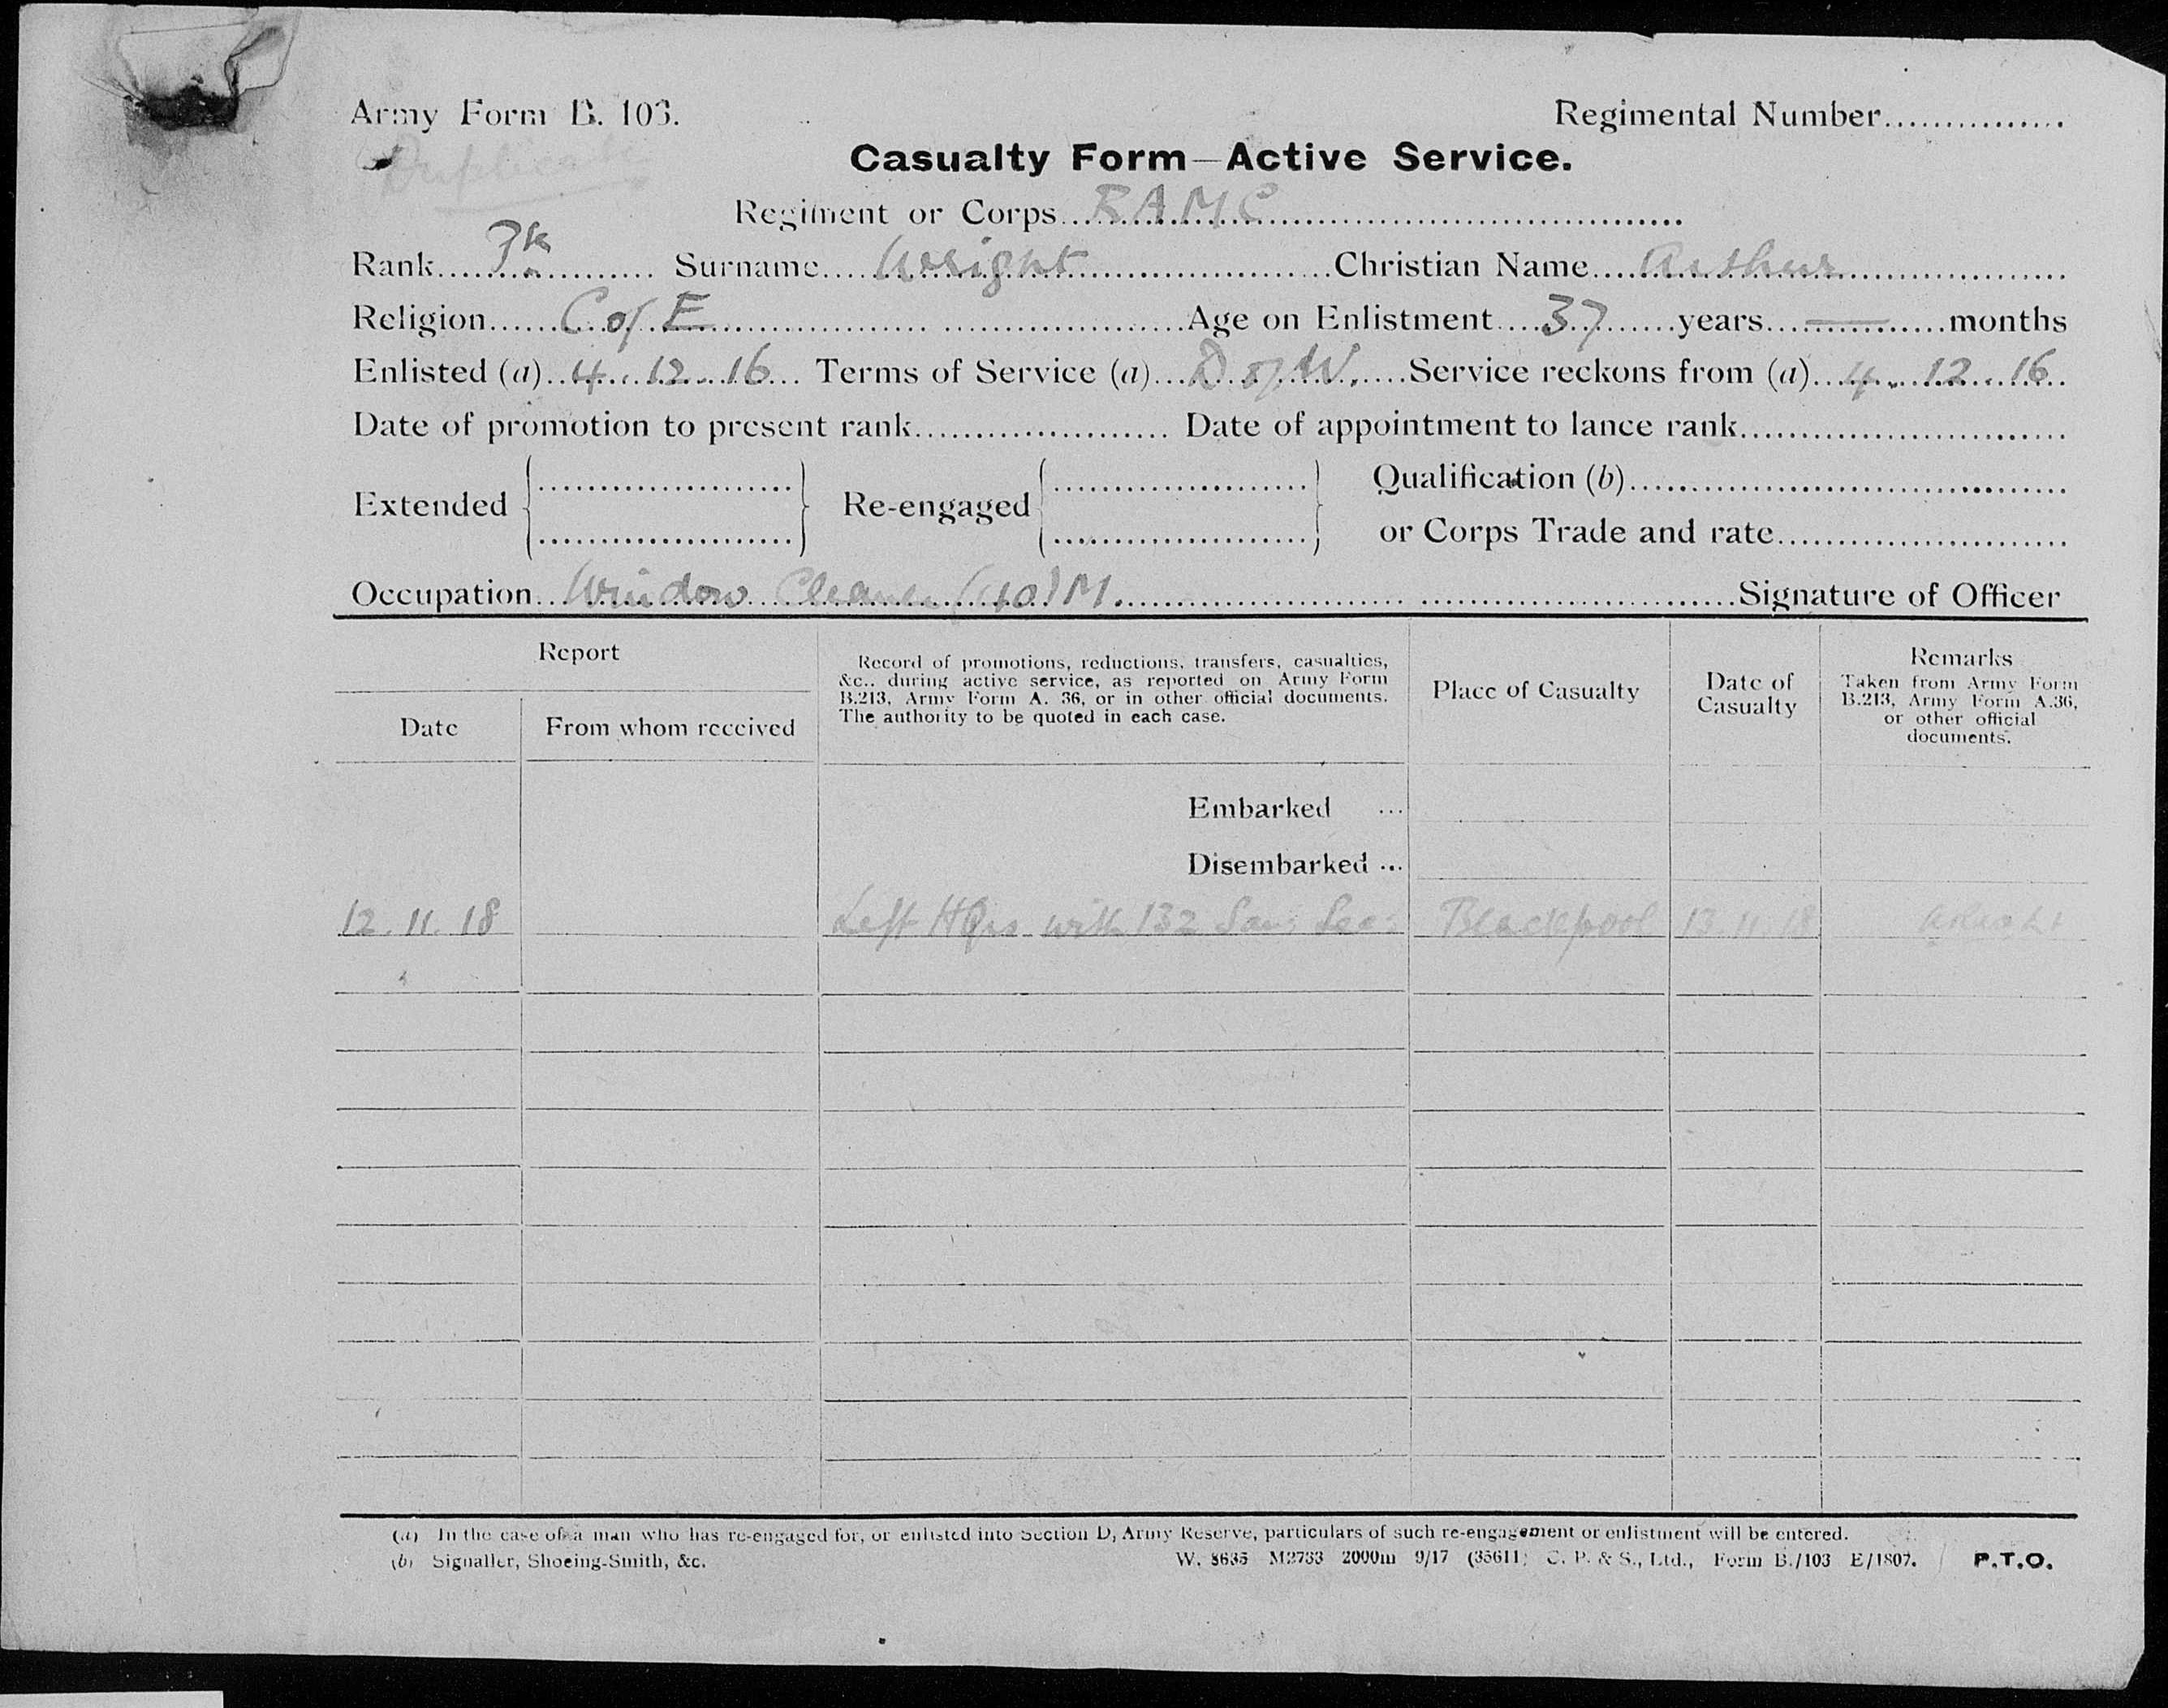 Army Form B. 103.
Regimental Number...............
Duplicate
Casualty Form—Active Service.
Regiment or Corps RAMC
Rank Pte Surname Wright Christian Name Arthur
Religion C of E Age on Enlistment 37 years — months
Enlisted (a) 4.12.16 Terms of Service (a) D of W. Service reckons from (a) 4.12.16
Date of promotion to present rank..................... Date of appointment to lance rank...........................
Extended Re-engaged Qualification (b)
or Corps Trade and rate
Occupation Window Cleaner (40) M. Signature of Officer
Report
Date
From whom received
Record of promotions, reductions, transfers, casualties,
&c., during active service, as reported on Army Form
B.213, Army Form A. 36, or in other official documents.
The authority to be quoted in each case.
Place of Casualty
Date of
Casualty
Remarks
Taken from Army Form
B.213, Army Form A.36,
or other official
documents.
Embarked ...
Disembarked ...
12.11.18 Left HQrs with 132 San: Sec: Blackpool 13.11.18
(a) In the case of a man who has re-engaged for, or enlisted into Section D, Army Reserve, particulars of such re-engagement or enlistment will be entered.
(b) Signaller, Shoeing-Smith, &c. W. 8635 M2733 2000m 9/17 (35611) C. P. & S., Ltd., Form B./103 E/1807. P.T.O.